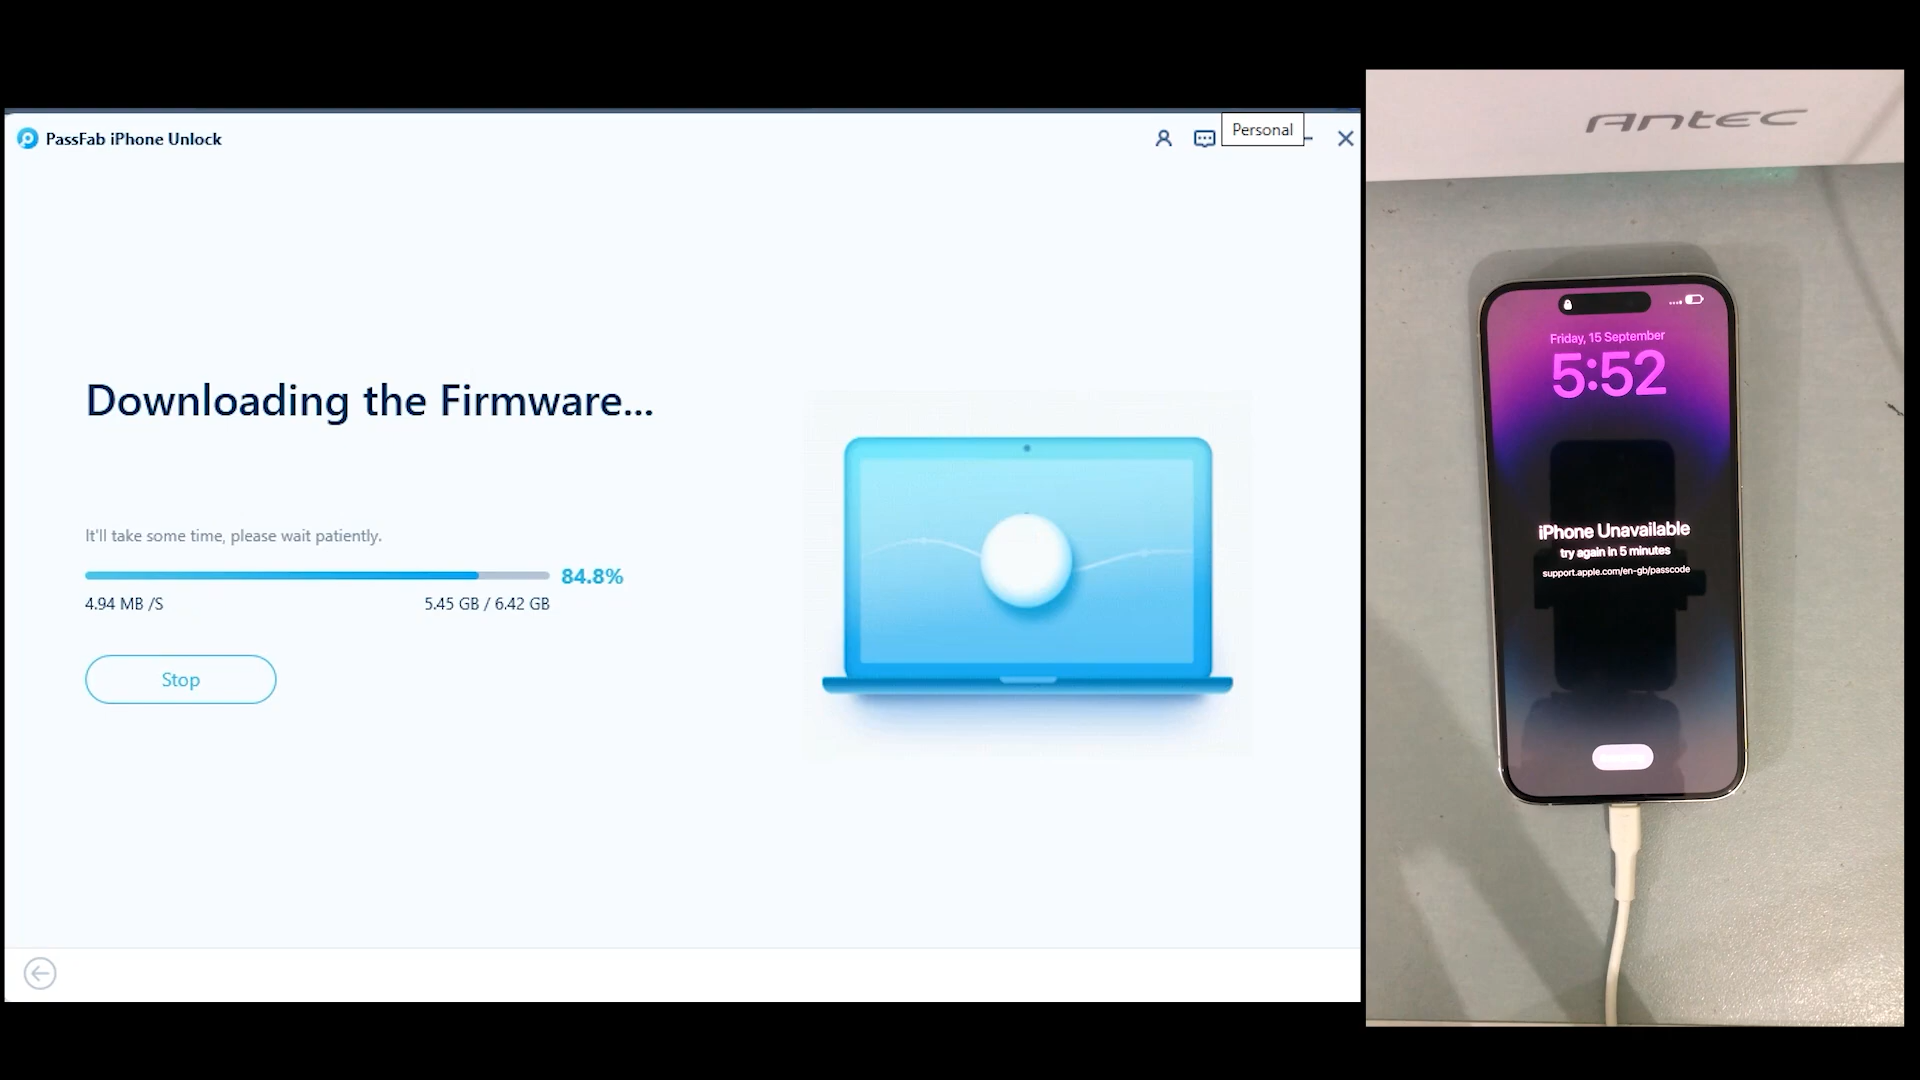 PassFab iPhone Unlock
Personal
Downloading the Firmware...
It'll take some time, please wait patiently.
84.8%
4.94 MB /S
5.45 GB / 6.42 GB
Stop
Antec
Friday, 15 September
5:52
iPhone Unavailable
try again in 5 minutes
support.apple.com/en-gb/passcode